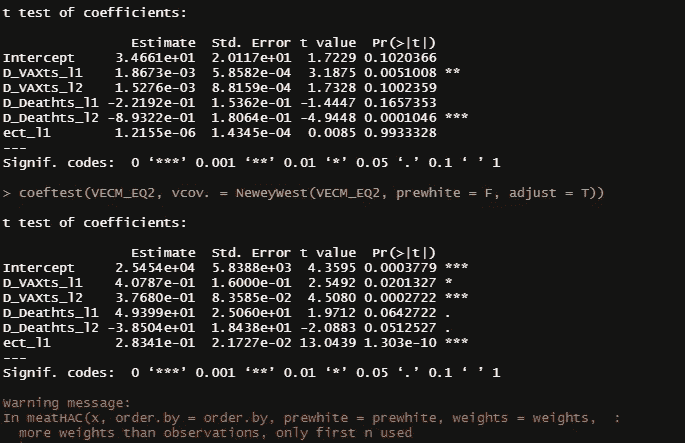 t test of coefficients:
Estimate Std. Error t value Pr(>|t|)
Intercept 3.4661e+01 2.0117e+01 1.7229 0.1020366
D_VAXts_l1 1.8673e-03 5.8582e-04 3.1875 0.0051008 **
D_VAXts_l2 1.5276e-03 8.8159e-04 1.7328 0.1002359
D_Deathts_l1 -2.2192e-01 1.5362e-01 -1.4447 0.1657353
D_Deathts_l2 -8.9322e-01 1.8064e-01 -4.9448 0.0001046 ***
ect_l1 1.2155e-06 1.4345e-04 0.0085 0.9933328
---
Signif. codes: 0 ‘***’ 0.001 ‘**’ 0.01 ‘*’ 0.05 ‘.’ 0.1 ‘ ’ 1
> coeftest(VECM_EQ2, vcov. = NeweyWest(VECM_EQ2, prewhite = F, adjust = T))
t test of coefficients:
Estimate Std. Error t value Pr(>|t|)
Intercept 2.5454e+04 5.8388e+03 4.3595 0.0003779 ***
D_VAXts_l1 4.0787e-01 1.6000e-01 2.5492 0.0201327 *
D_VAXts_l2 3.7680e-01 8.3585e-02 4.5080 0.0002722 ***
D_Deathts_l1 4.9399e+01 2.5060e+01 1.9712 0.0642722 .
D_Deathts_l2 -3.8504e+01 1.8438e+01 -2.0883 0.0512527 .
ect_l1 2.8341e-01 2.1727e-02 13.0439 1.303e-10 ***
---
Signif. codes: 0 ‘***’ 0.001 ‘**’ 0.01 ‘*’ 0.05 ‘.’ 0.1 ‘ ’ 1
Warning message:
In meatHAC(x, order.by = order.by, prewhite = prewhite, weights = weights, :
more weights than observations, only first n used